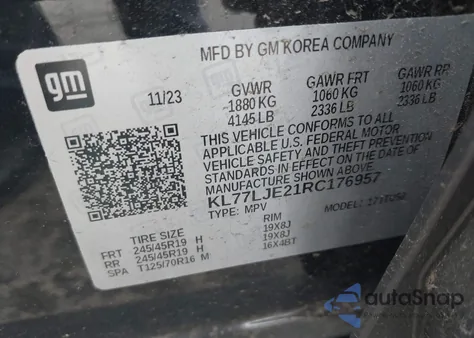 MFD BY GM KOREA COMPANY
gm
11/23
GVWR
1880 KG
4145 LB
GAWR FRT
1060 KG
2336 LB
GAWR RR
1060 KG
2336 LB
THIS VEHICLE CONFORMS TO ALL
APPLICABLE U.S. FEDERAL MOTOR
VEHICLE SAFETY AND THEFT PREVENTION
STANDARDS IN EFFECT ON THE DATE OF
MANUFACTURE SHOWN ABOVE.
KL77LJE21RC176957
TYPE: MPV
MODEL:
TIRE SIZE
RIM
FRT 245/45R19 H 19X8J
RR 245/45R19 H 19X8J
SPA T125/70R16 M 16X4BT
autoSnap